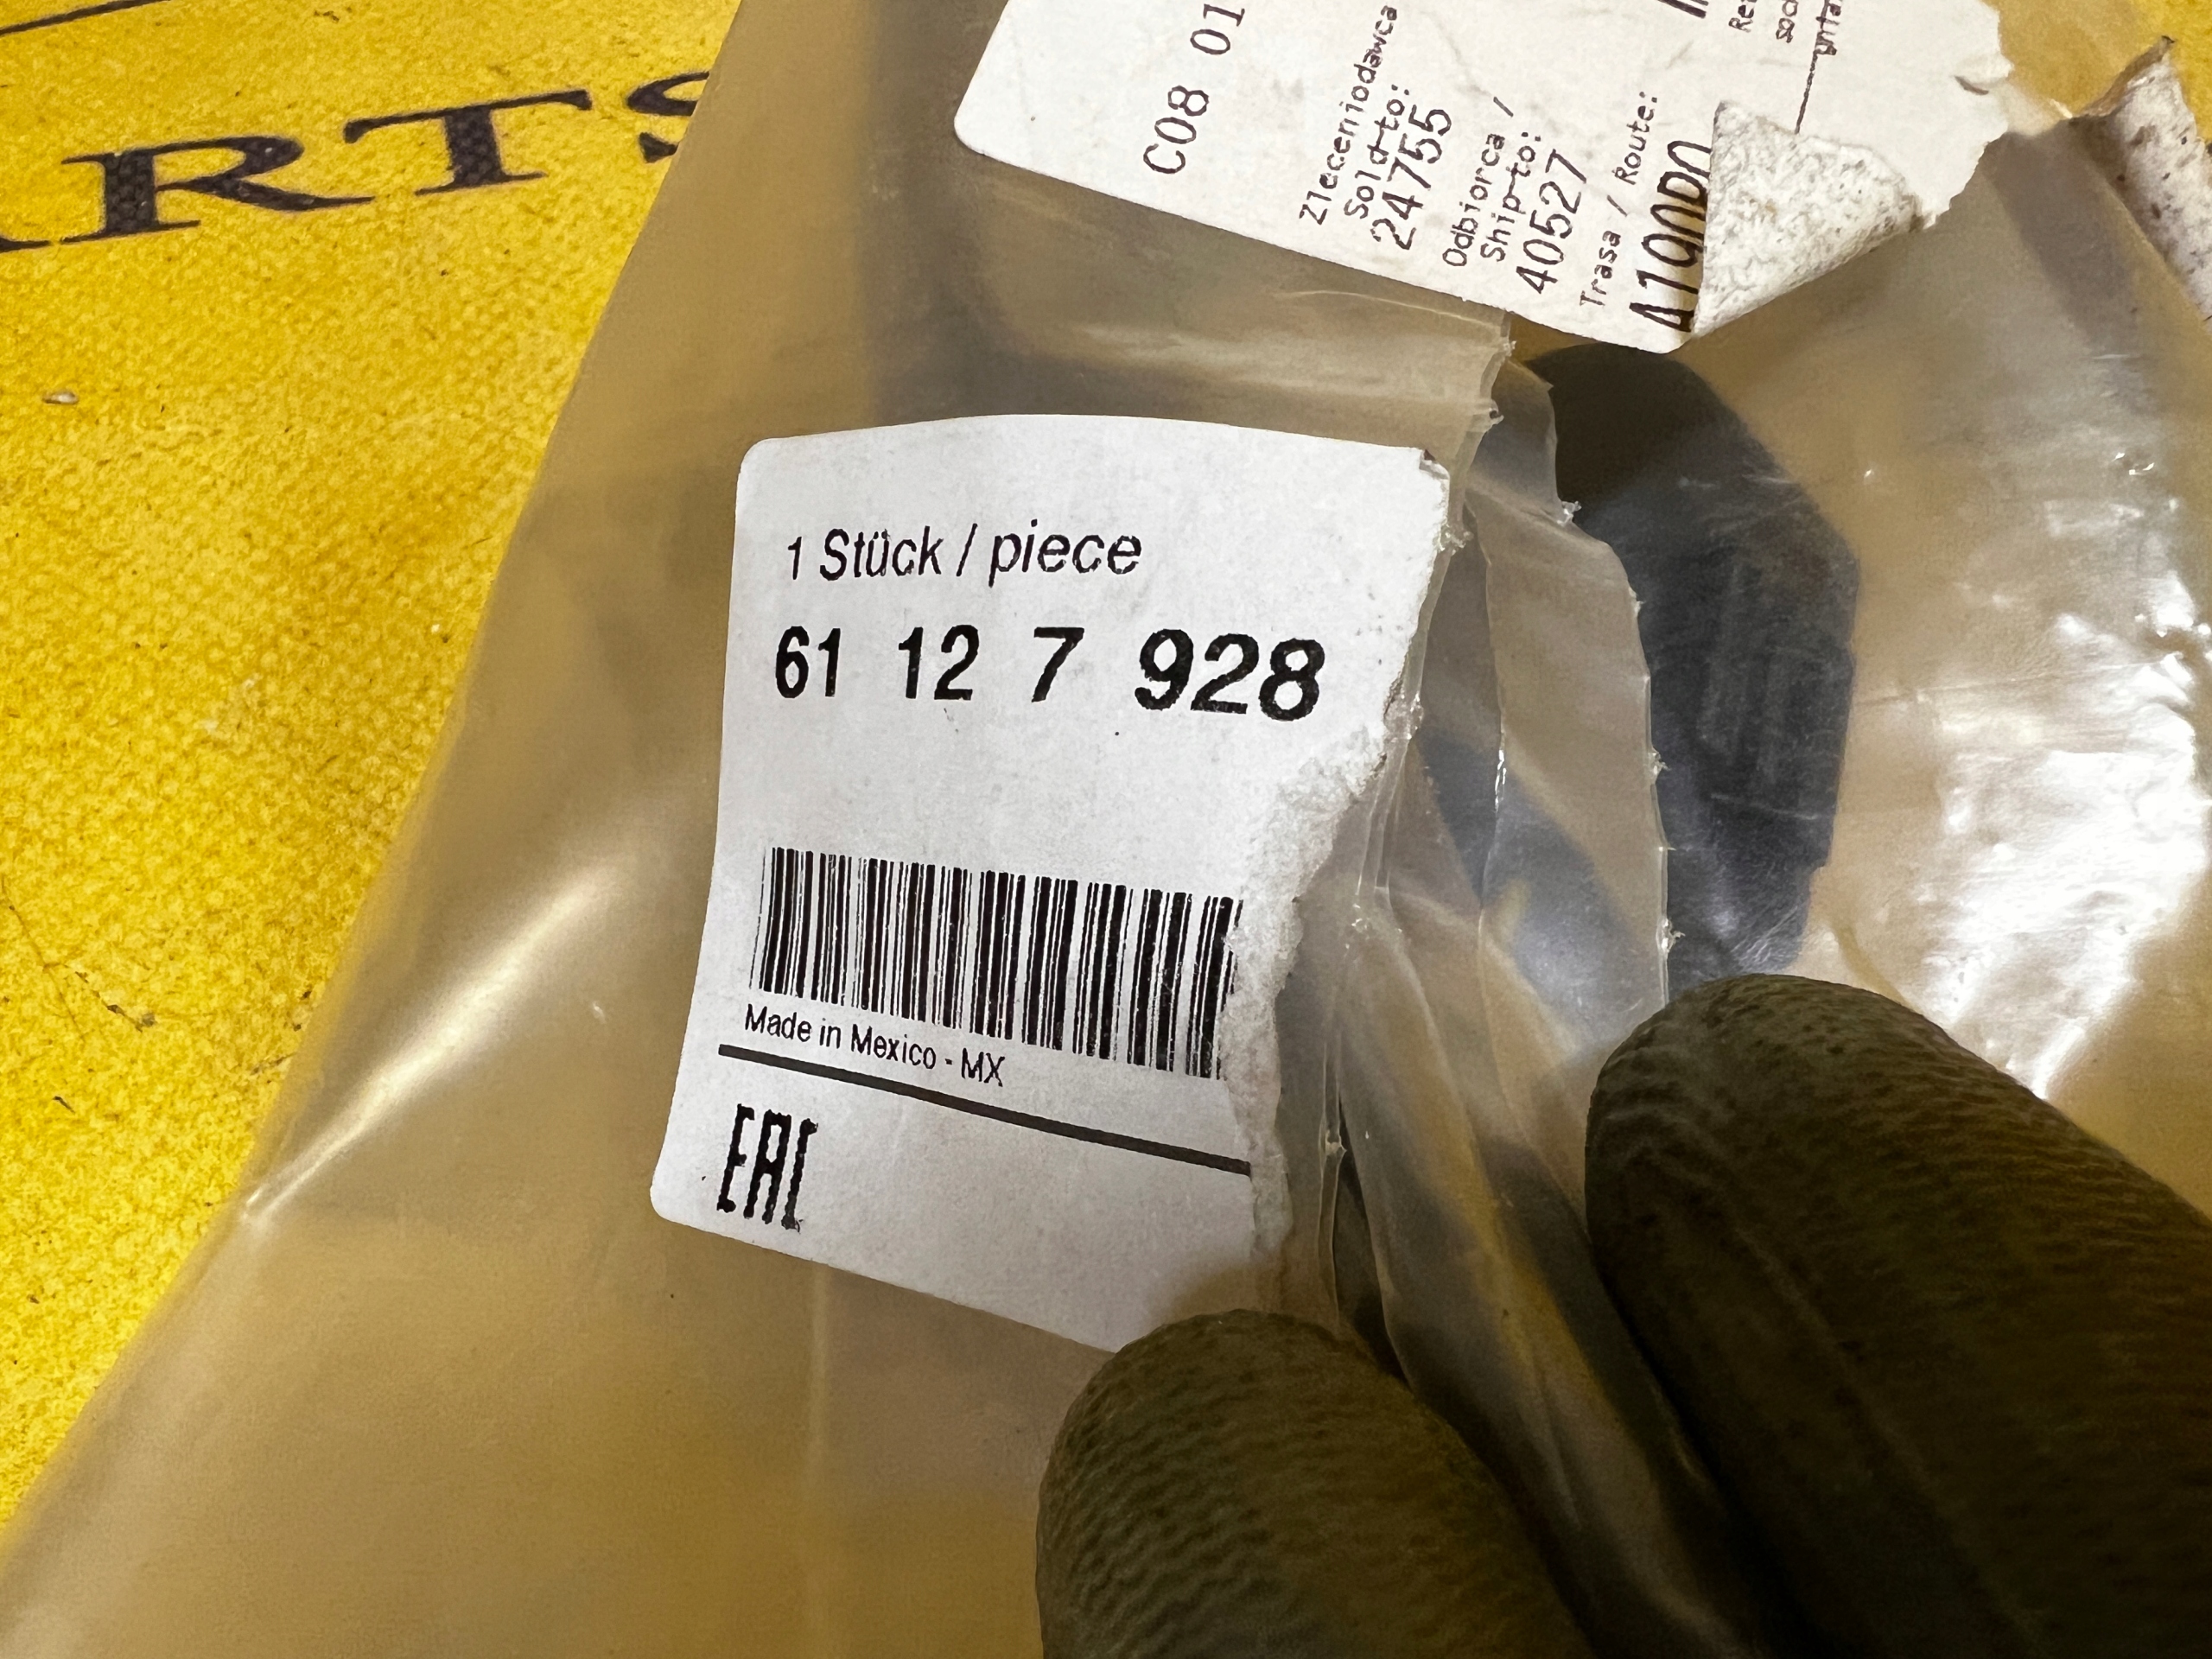 ARTS
C08 01
Zleceniodawca
Sold-to:
24755
Odbiorca /
Ship-to:
40527
Trasa / Route:
1 Stück / piece
61 12 7 928
Made in Mexico - MX
EAC